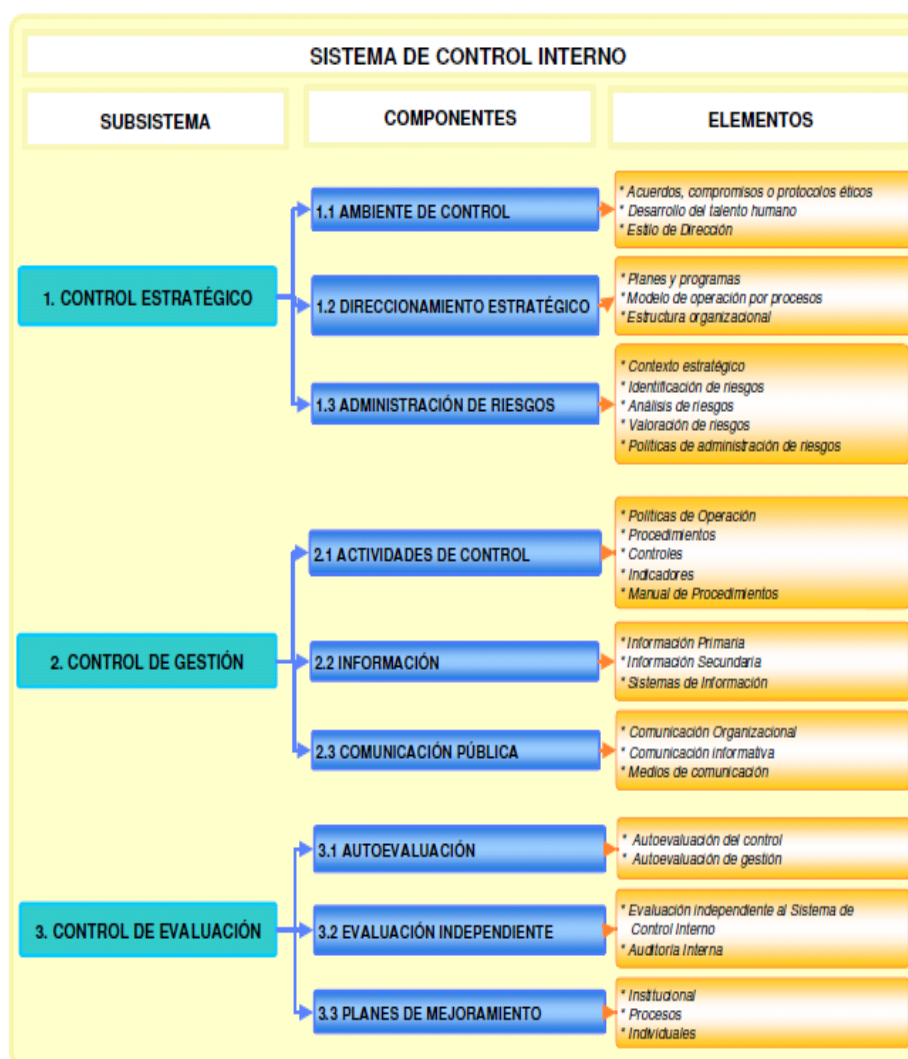 SISTEMA DE CONTROL INTERNO
SUBSISTEMA
COMPONENTES
ELEMENTOS
1. CONTROL ESTRATÉGICO
1.1 AMBIENTE DE CONTROL
* Acuerdos, compromisos o protocolos éticos
* Desarrollo del talento humano
* Estilo de Dirección
1.2 DIRECCIONAMIENTO ESTRATÉGICO
* Planes y programas
* Modelo de operación por procesos
* Estructura organizacional
1.3 ADMINISTRACIÓN DE RIESGOS
* Contexto estratégico
* Identificación de riesgos
* Análisis de riesgos
* Valoración de riesgos
* Políticas de administración de riesgos
2. CONTROL DE GESTIÓN
2.1 ACTIVIDADES DE CONTROL
* Políticas de Operación
* Procedimientos
* Controles
* Indicadores
* Manual de Procedimientos
2.2 INFORMACIÓN
* Información Primaria
* Información Secundaria
* Sistemas de Información
2.3 COMUNICACIÓN PÚBLICA
* Comunicación Organizacional
* Comunicación informativa
* Medios de comunicación
3. CONTROL DE EVALUACIÓN
3.1 AUTOEVALUACIÓN
* Autoevaluación del control
* Autoevaluación de gestión
3.2 EVALUACIÓN INDEPENDIENTE
* Evaluación independiente al Sistema de
Control Interno
* Auditoría Interna
3.3 PLANES DE MEJORAMIENTO
* Institucional
* Procesos
* Individuales